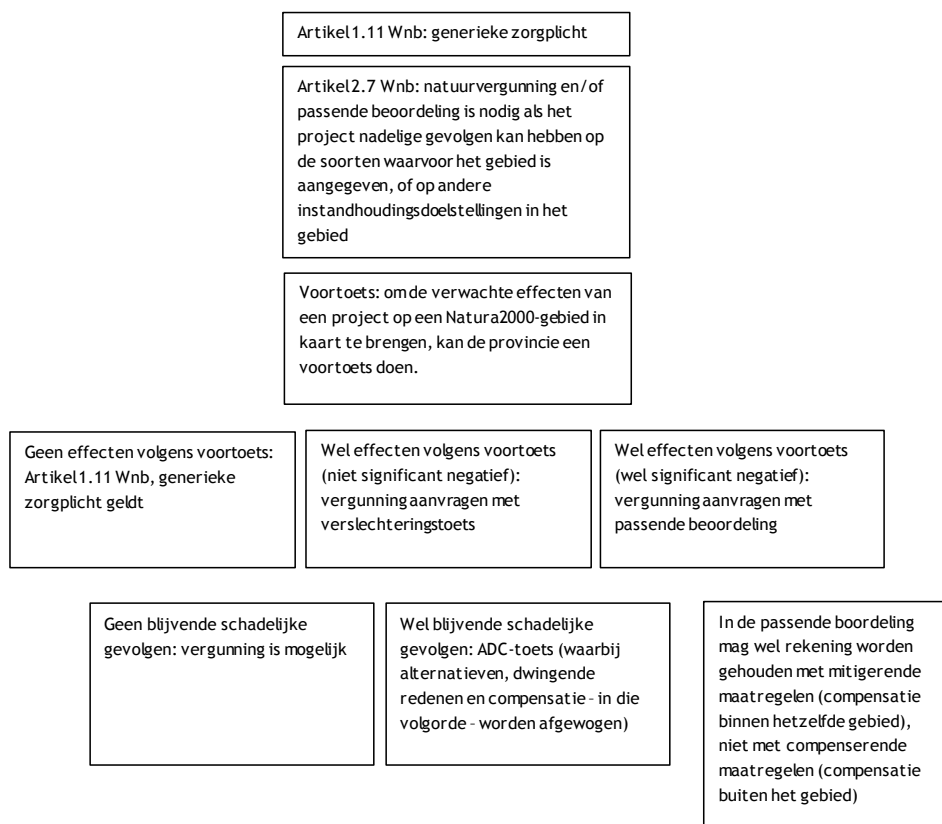 Artikel 1.11 Wnb: generieke zorgplicht
Artikel 2.7 Wnb: natuurvergunning en/of
passende beoordeling is nodig als het
project nadelige gevolgen kan hebben op
de soorten waarvoor het gebied is
aangegeven, of op andere
instandhoudingsdoelstellingen in het
gebied
Voortoets: om de verwachte effecten van
een project op een Natura2000-gebied in
kaart te brengen, kan de provincie een
voortoets doen.
Geen effecten volgens voortoets:
Artikel 1.11 Wnb, generieke
zorgplicht geldt
Wel effecten volgens voortoets
(niet significant negatief):
vergunning aanvragen met
verslechteringstoets
Wel effecten volgens voortoets
(wel significant negatief):
vergunning aanvragen met
passende beoordeling
Geen blijvende schadelijke
gevolgen: vergunning is mogelijk
Wel blijvende schadelijke
gevolgen: ADC-toets (waarbij
alternatieven, dwingende
redenen en compensatie – in die
volgorde – worden afgewogen)
In de passende boordeling
mag wel rekening worden
gehouden met mitigerende
maatregelen (compensatie
binnen hetzelfde gebied),
niet met compenserende
maatregelen (compensatie
buiten het gebied)